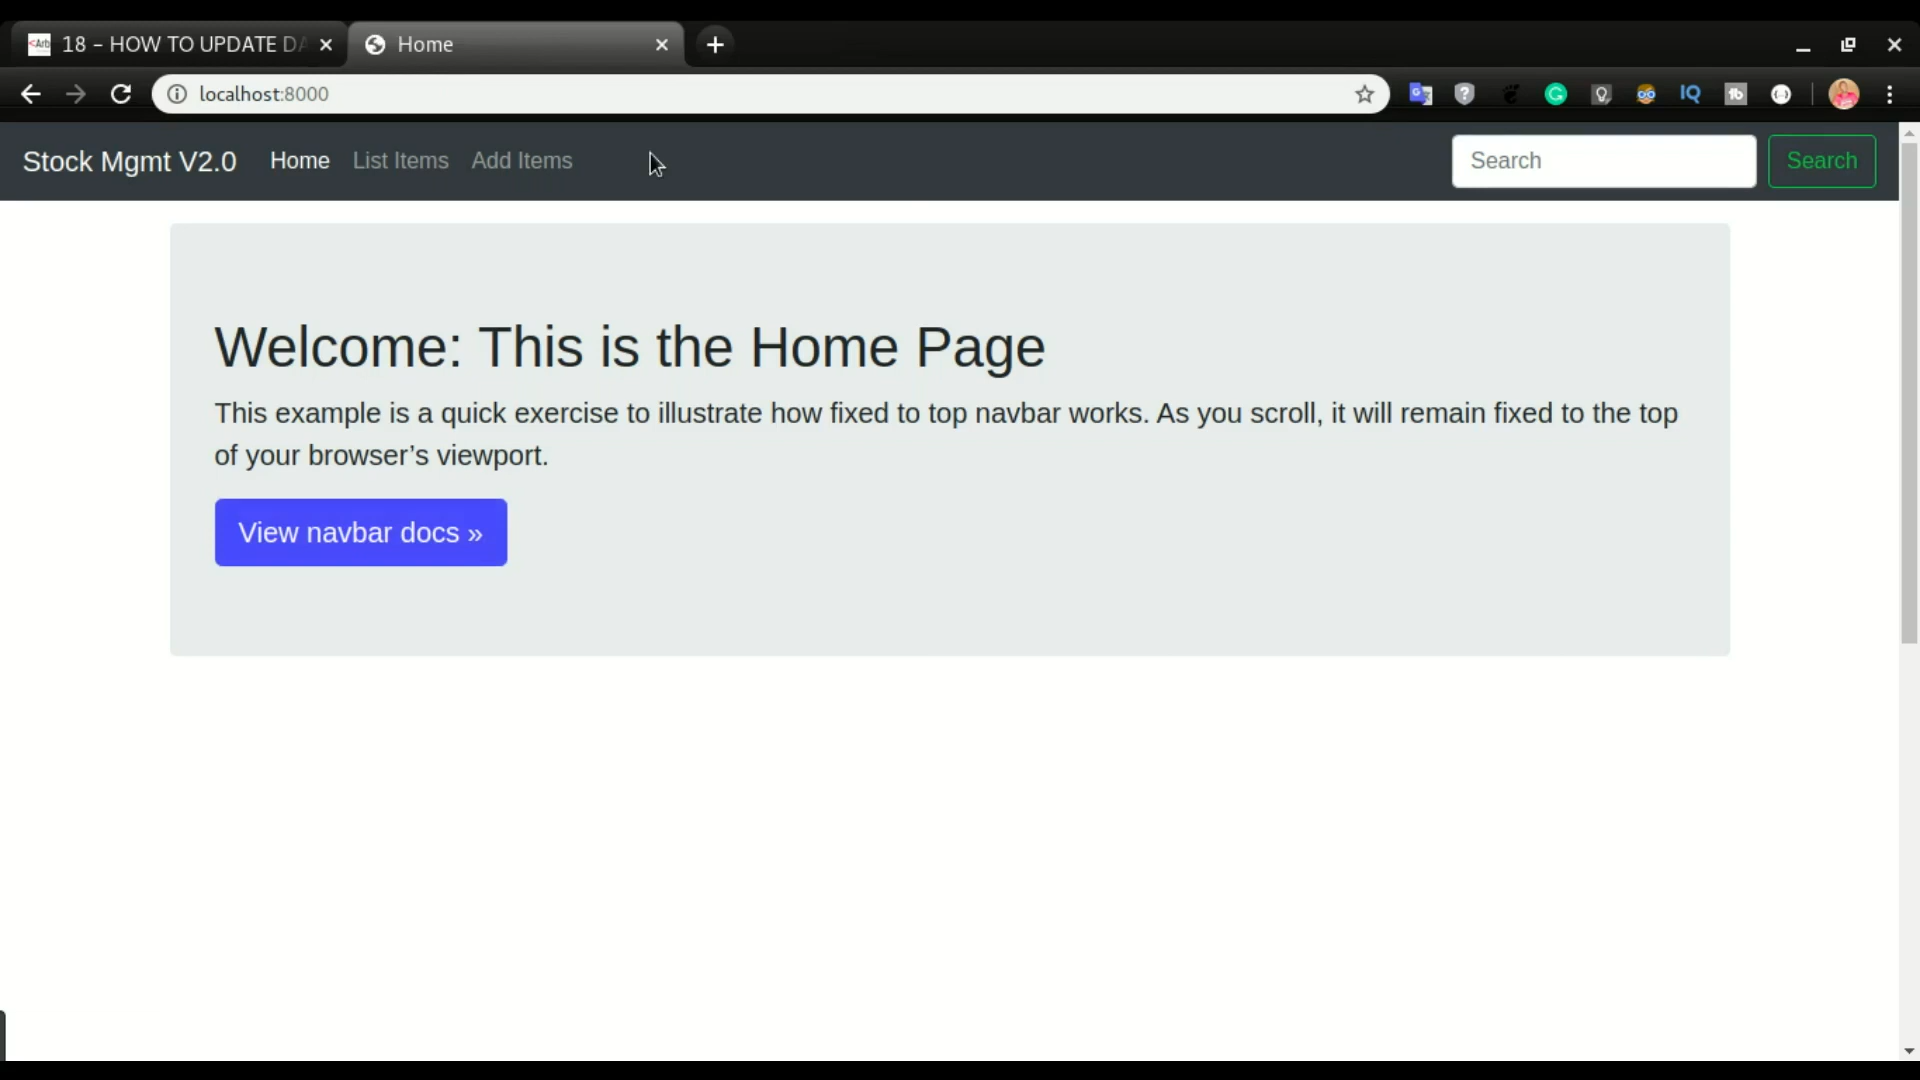 18 – HOW TO UPDATE DA
Home
localhost:8000
Stock Mgmt V2.0
Home
List Items
Add Items
Search
Search
Welcome: This is the Home Page
This example is a quick exercise to illustrate how fixed to top navbar works. As you scroll, it will remain fixed to the top
of your browser’s viewport.
View navbar docs »